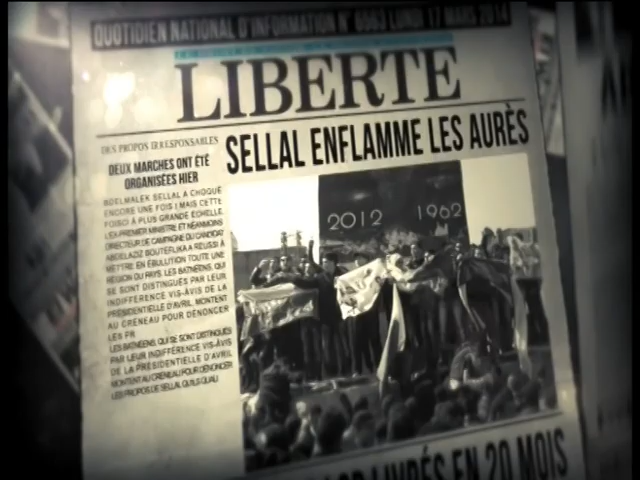 QUOTIDIEN NATIONAL D'INFORMATION N° 6563 LUNDI 17 MARS 2014
LIBERTE
DES PROPOS IRRESPONSABLES
SELLAL ENFLAMME LES AURÈS
DEUX MARCHES ONT ÉTÉ
ORGANISÉES HIER
BDELMALEK SELLAL A CHOQUÉ
ENCORE UNE FOIS ! MAIS CETTE
FOISCI À PLUS GRANDE ÉCHELLE.
L'EX PREMIER MINISTRE ET NÉANMOINS
DIRECTEUR DE CAMPAGNE DU CANDIDAT
ABDELAZIZ BOUTEFLIKA A RÉUSSI À
METTRE EN ÉBULLITION TOUTE UNE
RÉGION DU PAYS. LES BATNÉENS, QUI
SE SONT DISTINGUÉS PAR LEUR
INDIFFÉRENCE VIS-À-VIS DE LA
PRÉSIDENTIELLE D'AVRIL, MONTENT
AU CRÉNEAU POUR DÉNONCER
LES PR
LES BATNÉENS, QUI SE SONT DISTINGUÉS
PAR LEUR INDIFFÉRENCE VIS-À-VIS
DE LA PRÉSIDENTIELLE D'AVRIL
MONTENT AU CRÉNEAU POUR DÉNONCER
LES PROPOS DE SELLAL, QU'ILS QUALI
2012 1962
LIVRÉS EN 20 MOIS